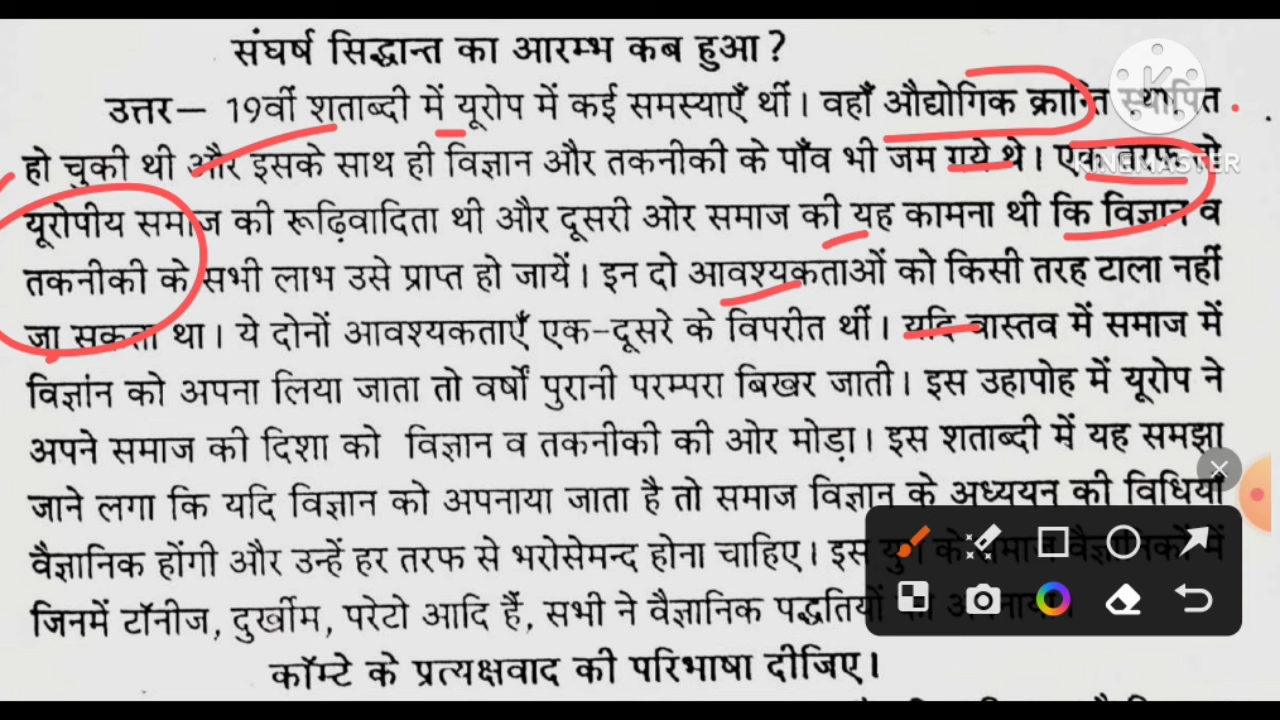 संघर्ष सिद्धान्त का आरम्भ कब हुआ ?
उत्तर— 19वीं शताब्दी में यूरोप में कई समस्याएँ थीं। वहाँ औद्योगिक क्रान्ति स्थापित
हो चुकी थी और इसके साथ ही विज्ञान और तकनीकी के पाँव भी जम गये थे। एक तरफ तो
यूरोपीय समाज की रूढ़िवादिता थी और दूसरी ओर समाज की यह कामना थी कि विज्ञान व
तकनीकी के सभी लाभ उसे प्राप्त हो जायें। इन दो आवश्यकताओं को किसी तरह टाला नहीं
जा सकता था। ये दोनों आवश्यकताएँ एक-दूसरे के विपरीत थीं। यदि वास्तव में समाज में
विज्ञांन को अपना लिया जाता तो वर्षों पुरानी परम्परा बिखर जाती। इस उहापोह में यूरोप ने
अपने समाज की दिशा को विज्ञान व तकनीकी की ओर मोड़ा। इस शताब्दी में यह समझा
जाने लगा कि यदि विज्ञान को अपनाया जाता है तो समाज विज्ञान के अध्ययन की विधियाँ
वैज्ञानिक होंगी और उन्हें हर तरफ से भरोसेमन्द होना चाहिए। इस युग के समाज वैज्ञानिकों में
जिनमें टॉनीज, दुर्खीम, परेटो आदि हैं, सभी ने वैज्ञानिक पद्धतियों को अपनाया।
कॉम्टे के प्रत्यक्षवाद की परिभाषा दीजिए।
KINEMASTER